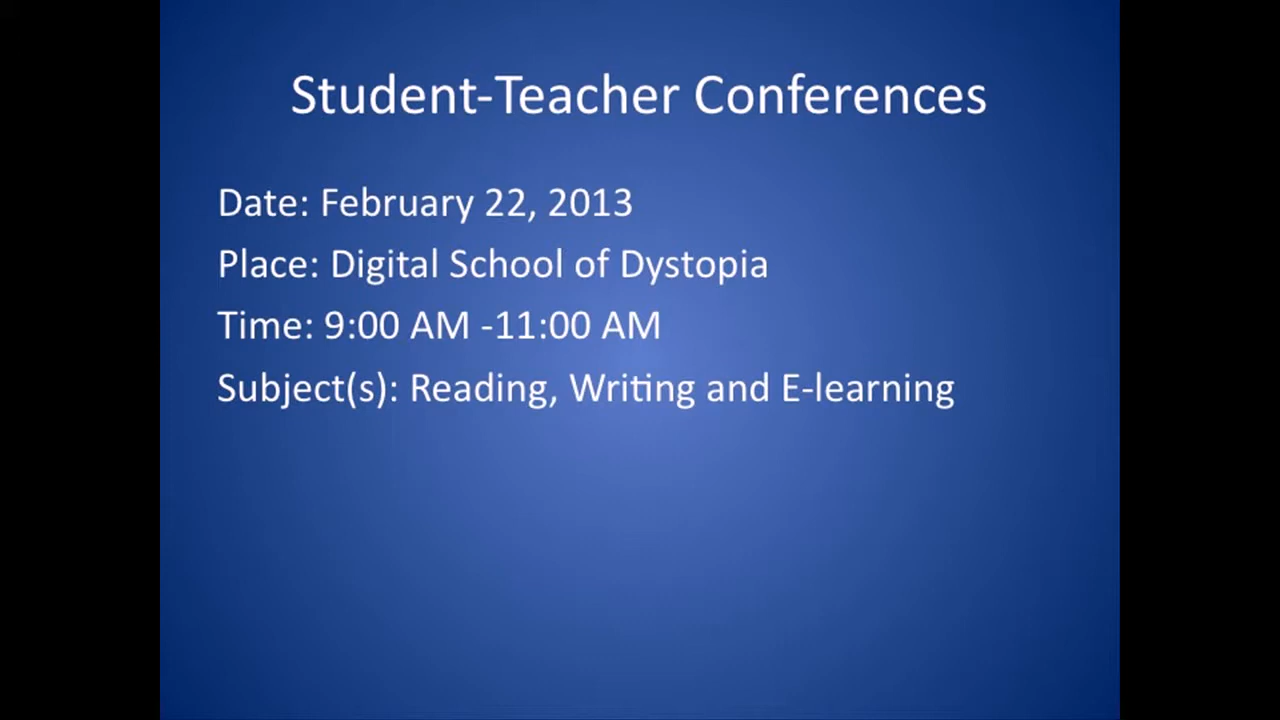 Student-Teacher Conferences
Date: February 22, 2013
Place: Digital School of Dystopia
Time: 9:00 AM -11:00 AM
Subject(s): Reading, Writing and E-learning